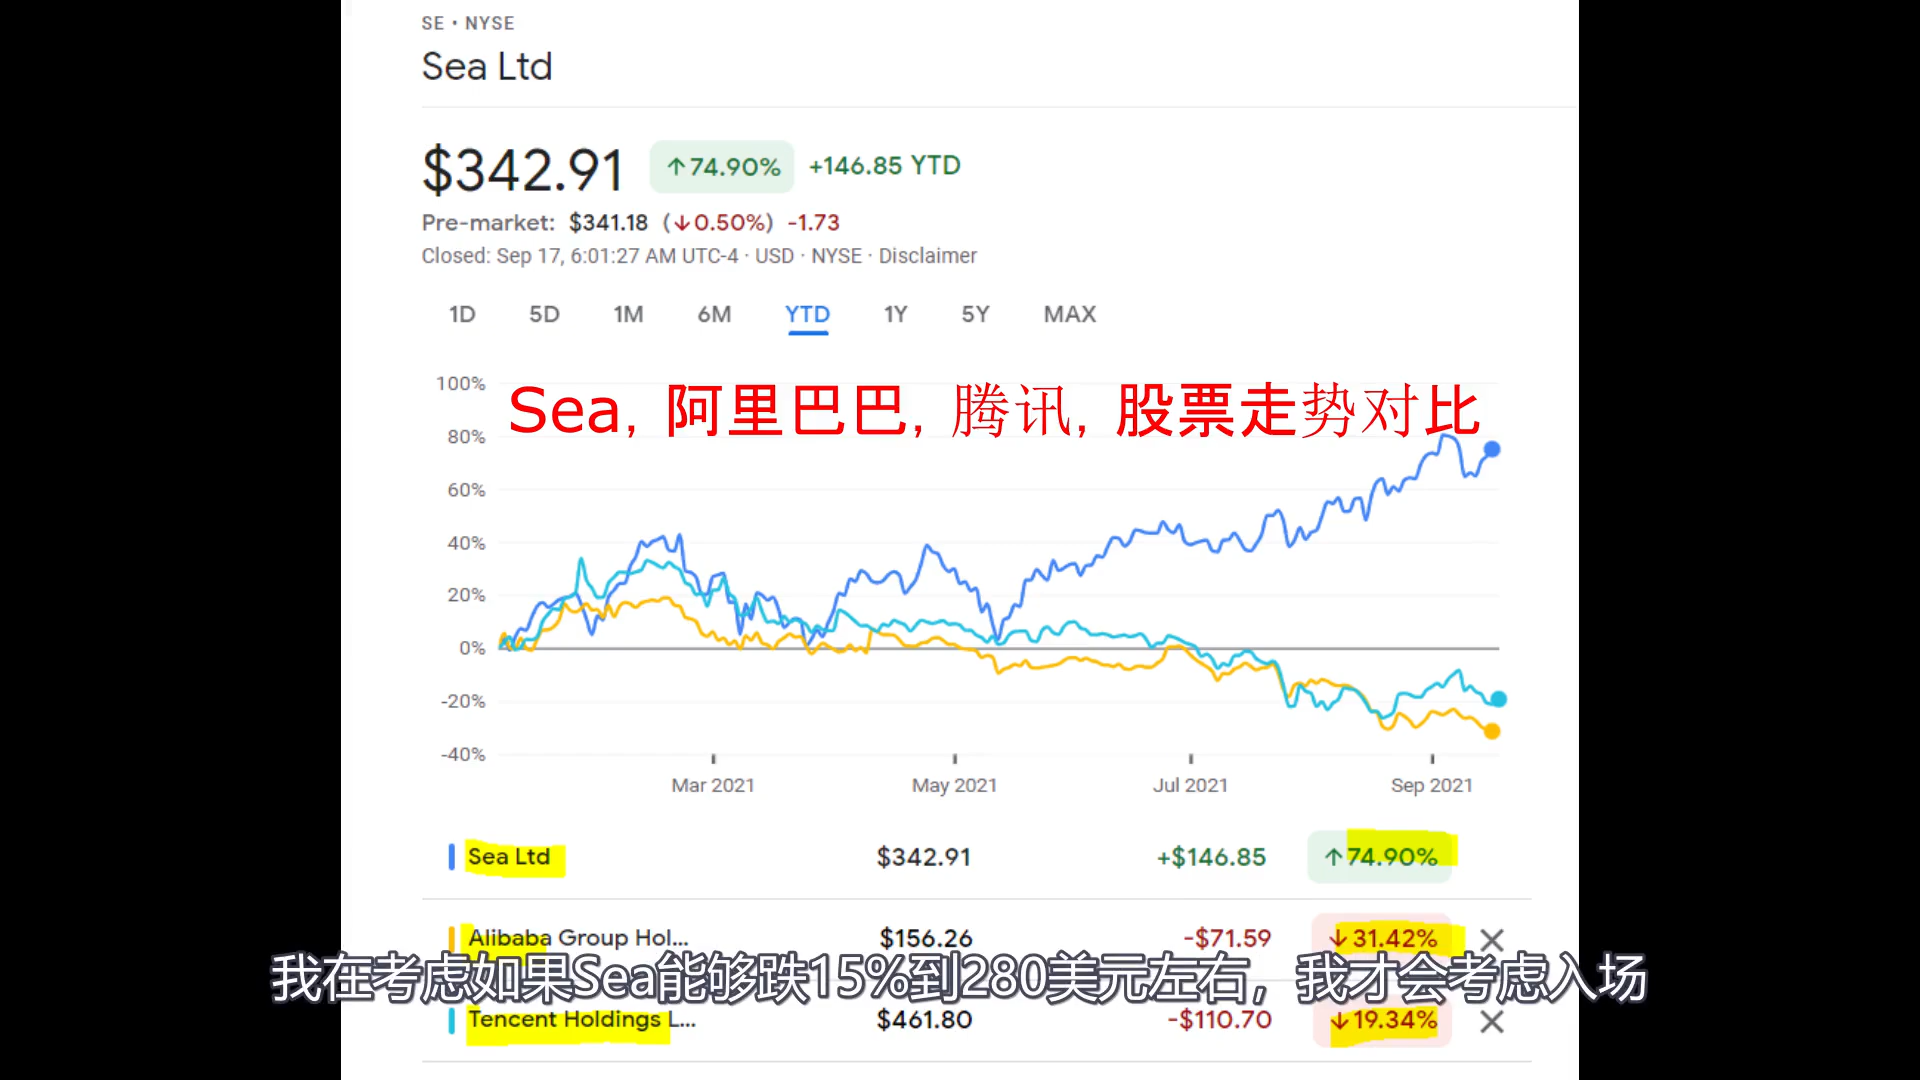 SE • NYSE
Sea Ltd
$342.91 ↑74.90% +146.85 YTD
Pre-market: $341.18 (↓0.50%) -1.73
Closed: Sep 17, 6:01:27 AM UTC-4 · USD · NYSE · Disclaimer
1D 5D 1M 6M YTD 1Y 5Y MAX
Sea, 阿里巴巴, 腾讯, 股票走势对比
100%
80%
60%
40%
20%
0%
-20%
-40%
Mar 2021 May 2021 Jul 2021 Sep 2021
Sea Ltd $342.91 +$146.85 ↑74.90%
Alibaba Group Hol... $156.26 -$71.59 ↓31.42%
我在考虑如果Sea能够跌15%到280美元左右，我才会考虑入场
Tencent Holdings L... $461.80 -$110.70 ↓19.34%